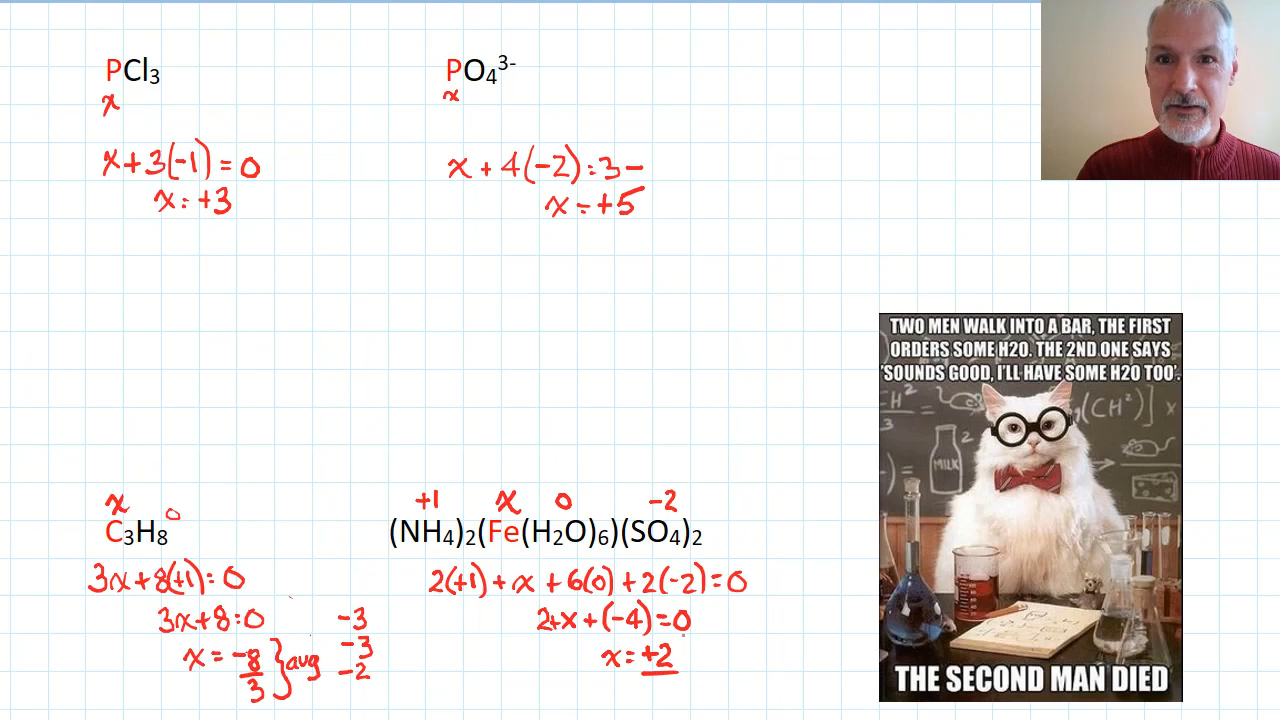 PCl₃
x
x + 3(-1) = 0
x = +3
PO₄³⁻
x
x + 4(-2) = 3-
x = +5
TWO MEN WALK INTO A BAR, THE FIRST
ORDERS SOME H2O. THE 2ND ONE SAYS
'SOUNDS GOOD, I'LL HAVE SOME H2O TOO'.
MILK
THE SECOND MAN DIED
x
C₃H₈⁰
3x + 8(+1) = 0
3x + 8 = 0
x = -8/3 } avg
-3
-3
-2
+1 x 0 -2
(NH₄)₂(Fe(H₂O)₆)(SO₄)₂
2(+1) + x + 6(0) + 2(-2) = 0
2+x + (-4) = 0
x = +2